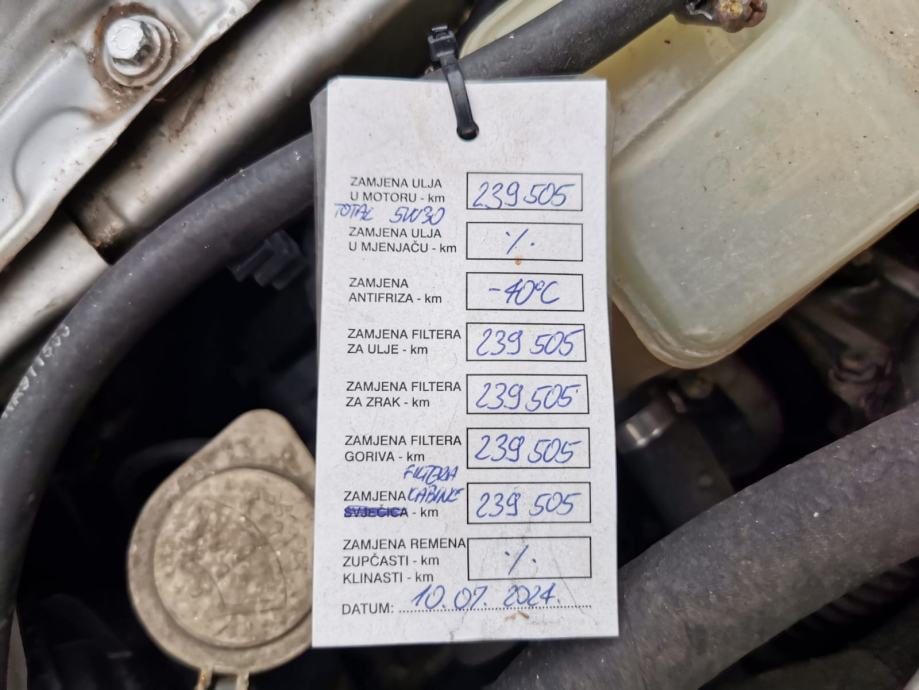 ZAMJENA ULJA
U MOTORU - km 239 505
TOTAL 5W30
ZAMJENA ULJA
U MJENJAČU - km ·/·
ZAMJENA
ANTIFRIZA - km -40°C
ZAMJENA FILTERA
ZA ULJE - km 239 505
ZAMJENA FILTERA
ZA ZRAK - km 239 505
ZAMJENA FILTERA
GORIVA - km 239 505
FILTERA
ZAMJENA KABINE
SVJEĆICA - km 239 505
ZAMJENA REMENA
ZUPČASTI - km ·/·
KLINASTI - km
DATUM: 10.07.2024.